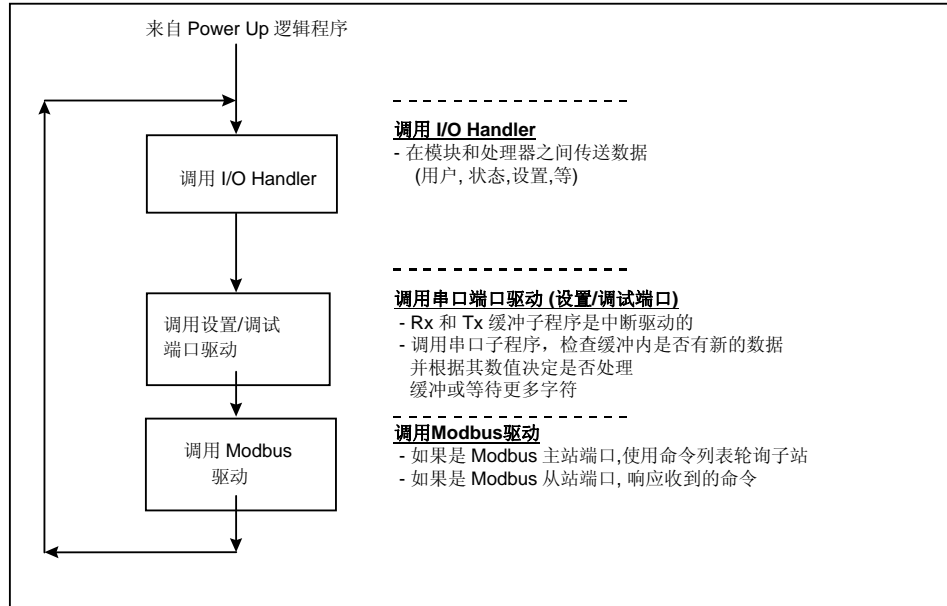 来自 Power Up 逻辑程序
调用 I/O Handler
调用 I/O Handler
- 在模块和处理器之间传送数据
(用户, 状态,设置,等)
调用设置/调试
端口驱动
调用串口端口驱动 (设置/调试端口)
- Rx 和 Tx 缓冲子程序是中断驱动的
- 调用串口子程序，检查缓冲内是否有新的数据
并根据其数值决定是否处理
缓冲或等待更多字符
调用 Modbus
驱动
调用Modbus驱动
- 如果是 Modbus 主站端口,使用命令列表轮询子站
- 如果是 Modbus 从站端口, 响应收到的命令